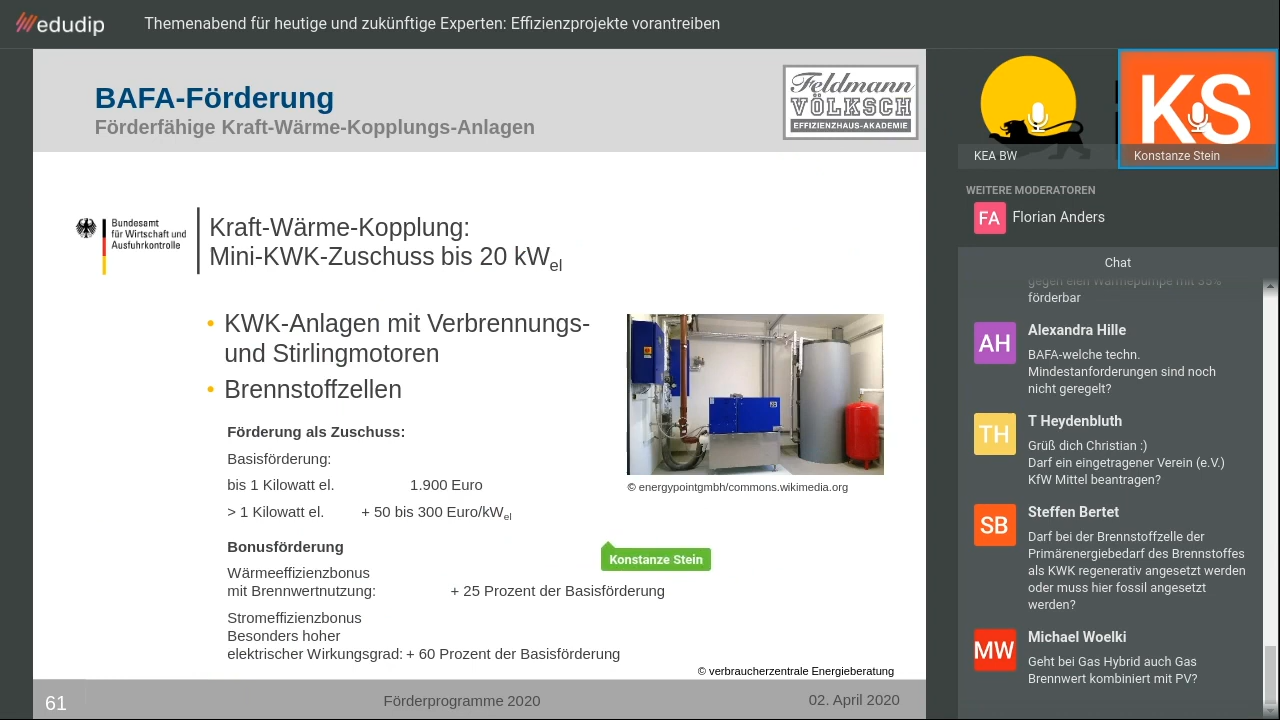 edudip
Themenabend für heutige und zukünftige Experten: Effizienzprojekte vorantreiben
BAFA-Förderung
Förderfähige Kraft-Wärme-Kopplungs-Anlagen
Feldmann
VÖLKSCH
EFFIZIENZHAUS-AKADEMIE
Bundesamt
für Wirtschaft und
Ausfuhrkontrolle
Kraft-Wärme-Kopplung:
Mini-KWK-Zuschuss bis 20 kWel
• KWK-Anlagen mit Verbrennungs-
und Stirlingmotoren
• Brennstoffzellen
Förderung als Zuschuss:
Basisförderung:
bis 1 Kilowatt el. 1.900 Euro
> 1 Kilowatt el. + 50 bis 300 Euro/kWel
Bonusförderung
Wärmeeffizienzbonus
mit Brennwertnutzung: + 25 Prozent der Basisförderung
Stromeffizienzbonus
Besonders hoher
elektrischer Wirkungsgrad: + 60 Prozent der Basisförderung
© energypointgmbh/commons.wikimedia.org
Konstanze Stein
© verbraucherzentrale Energieberatung
61
Förderprogramme 2020
02. April 2020
KS
KEA BW
Konstanze Stein
WEITERE MODERATOREN
FA
Florian Anders
Chat
förderbar
AH
Alexandra Hille
BAFA-welche techn.
Mindestanforderungen sind noch
nicht geregelt?
TH
T Heydenbluth
Grüß dich Christian :)
Darf ein eingetragener Verein (e.V.)
KfW Mittel beantragen?
SB
Steffen Bertet
Darf bei der Brennstoffzelle der
Primärenergiebedarf des Brennstoffes
als KWK regenerativ angesetzt werden
oder muss hier fossil angesetzt
werden?
MW
Michael Woelki
Geht bei Gas Hybrid auch Gas
Brennwert kombiniert mit PV?